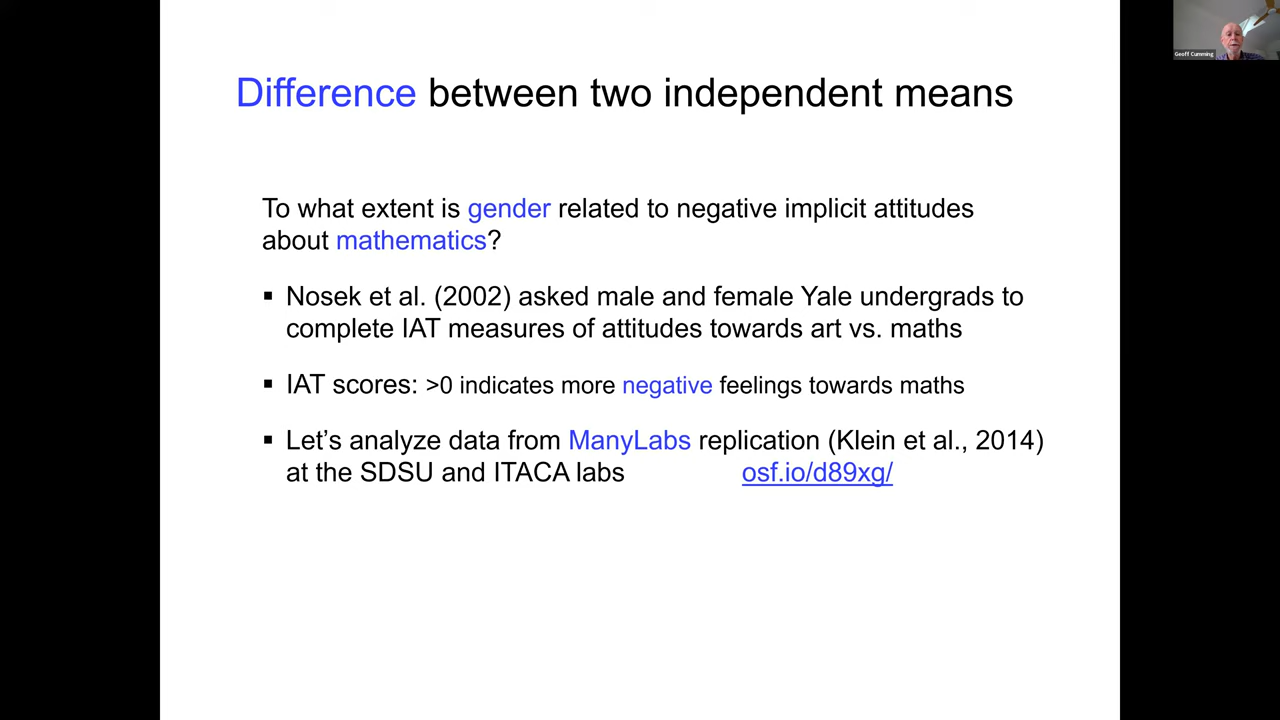 Geoff Cumming
Difference between two independent means
To what extent is gender related to negative implicit attitudes
about mathematics?
▪ Nosek et al. (2002) asked male and female Yale undergrads to
complete IAT measures of attitudes towards art vs. maths
▪ IAT scores: >0 indicates more negative feelings towards maths
▪ Let’s analyze data from ManyLabs replication (Klein et al., 2014)
at the SDSU and ITACA labs osf.io/d89xg/